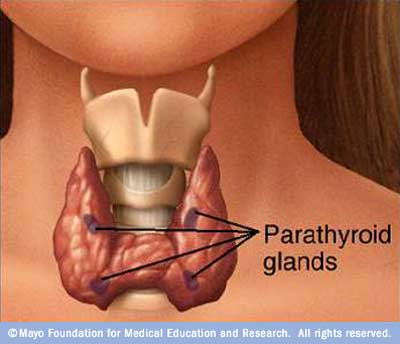 Parathyroid
glands
© Mayo Foundation for Medical Education and Research. All rights reserved.